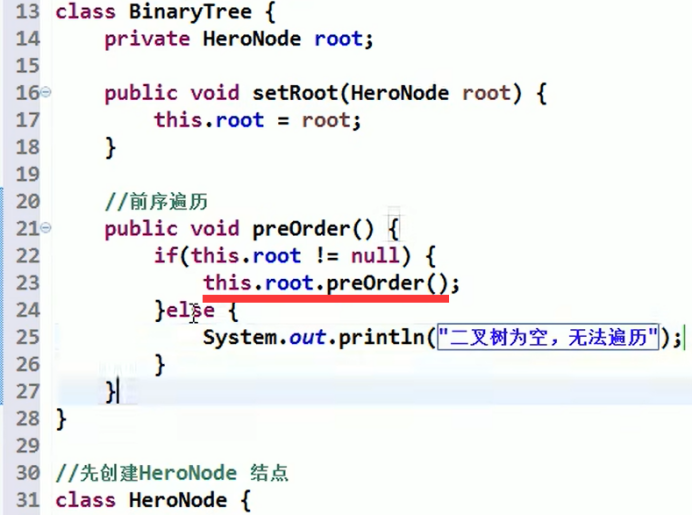 13 class BinaryTree {
14 private HeroNode root;
15
16 public void setRoot(HeroNode root) {
17 this.root = root;
18 }
19
20 //前序遍历
21 public void preOrder() {
22 if(this.root != null) {
23 this.root.preOrder();
24 }else {
25 System.out.println("二叉树为空，无法遍历");
26 }
27 }
28 }
29
30 //先创建HeroNode 结点
31 class HeroNode {